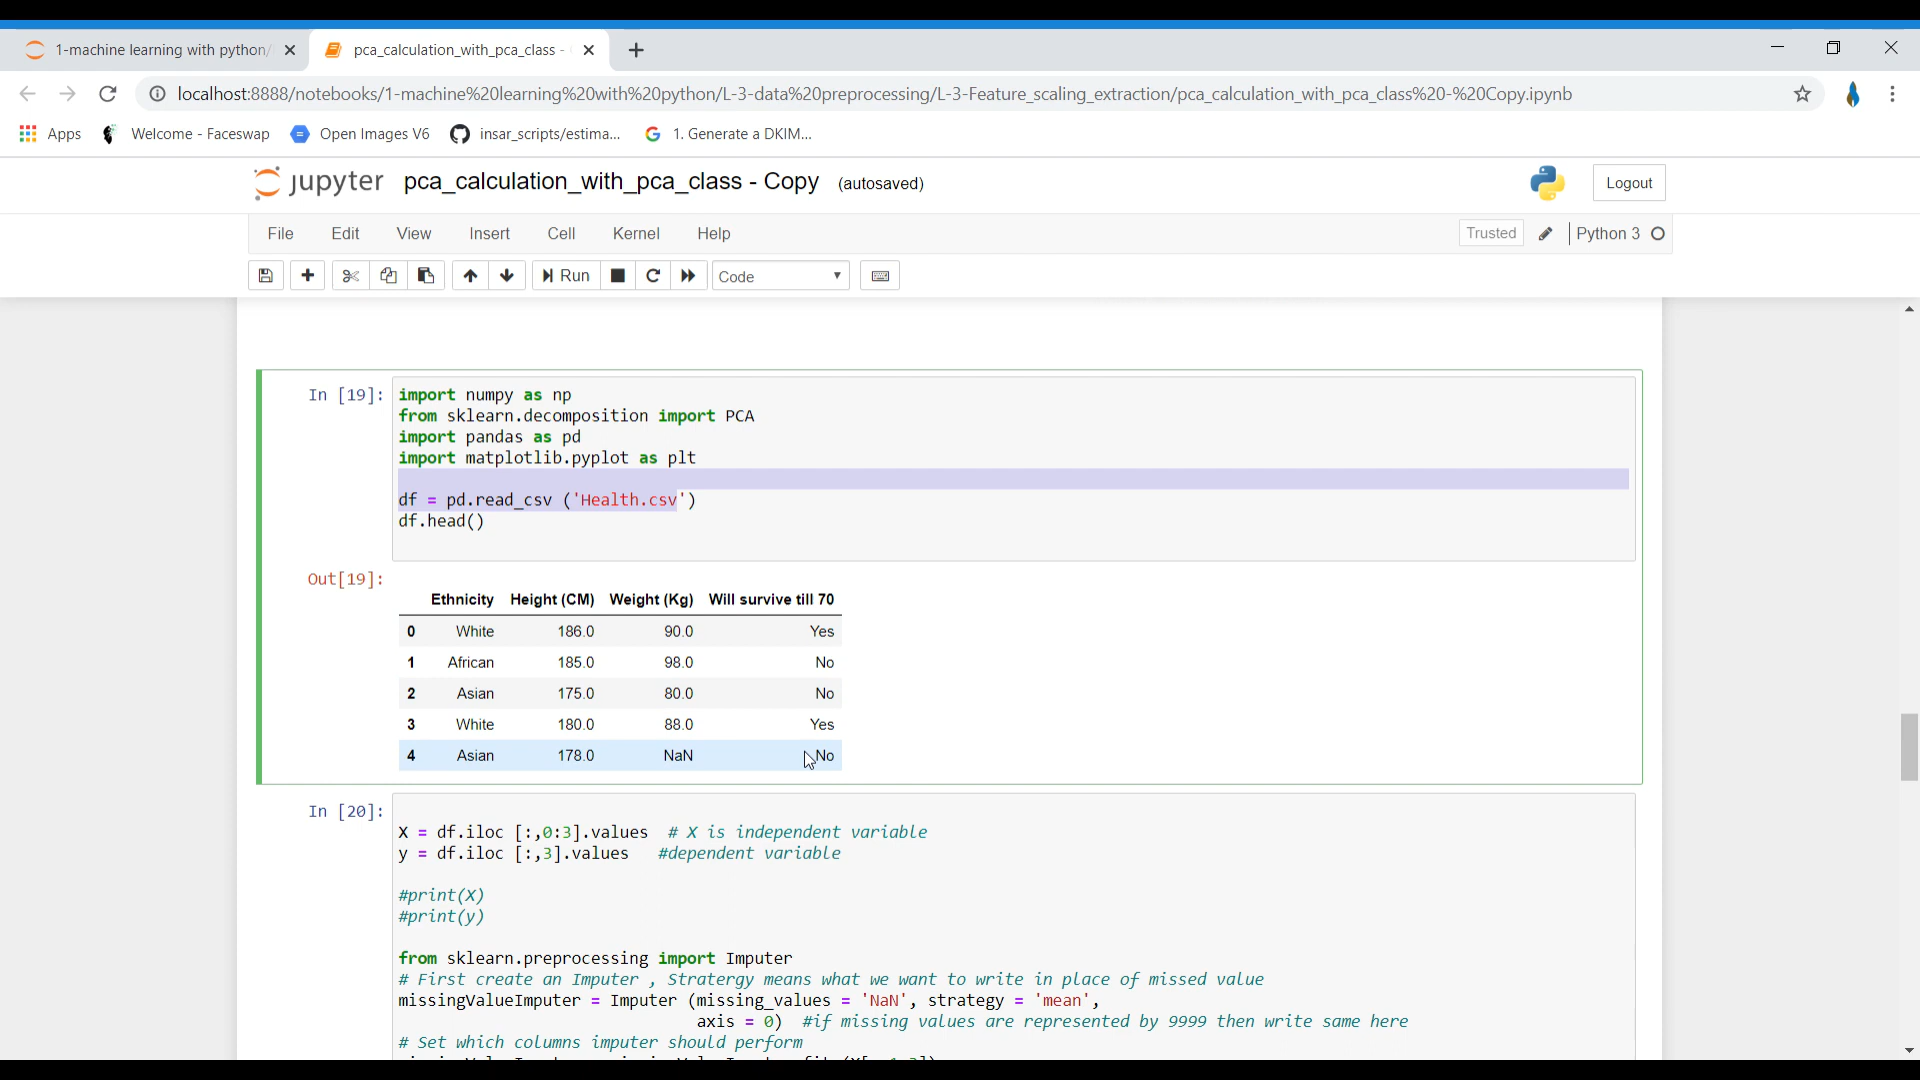 1-machine learning with python/
pca_calculation_with_pca_class -
localhost:8888/notebooks/1-machine%20learning%20with%20python/L-3-data%20preprocessing/L-3-Feature_scaling_extraction/pca_calculation_with_pca_class%20-%20Copy.ipynb
Apps Welcome - Faceswap Open Images V6 insar_scripts/estima... 1. Generate a DKIM...
jupyter pca_calculation_with_pca_class - Copy (autosaved) Logout
File Edit View Insert Cell Kernel Help Trusted Python 3
Run Code
In [19]: import numpy as np
from sklearn.decomposition import PCA
import pandas as pd
import matplotlib.pyplot as plt
df = pd.read_csv ('Health.csv')
df.head()
Out[19]:
Ethnicity Height (CM) Weight (Kg) Will survive till 70
0 White 186.0 90.0 Yes
1 African 185.0 98.0 No
2 Asian 175.0 80.0 No
3 White 180.0 88.0 Yes
4 Asian 178.0 NaN No
In [20]:
X = df.iloc [:,0:3].values # X is independent variable
y = df.iloc [:,3].values #dependent variable
#print(X)
#print(y)
from sklearn.preprocessing import Imputer
# First create an Imputer , Stratergy means what we want to write in place of missed value
missingValueImputer = Imputer (missing_values = 'NaN', strategy = 'mean',
axis = 0) #if missing values are represented by 9999 then write same here
# Set which columns imputer should perform